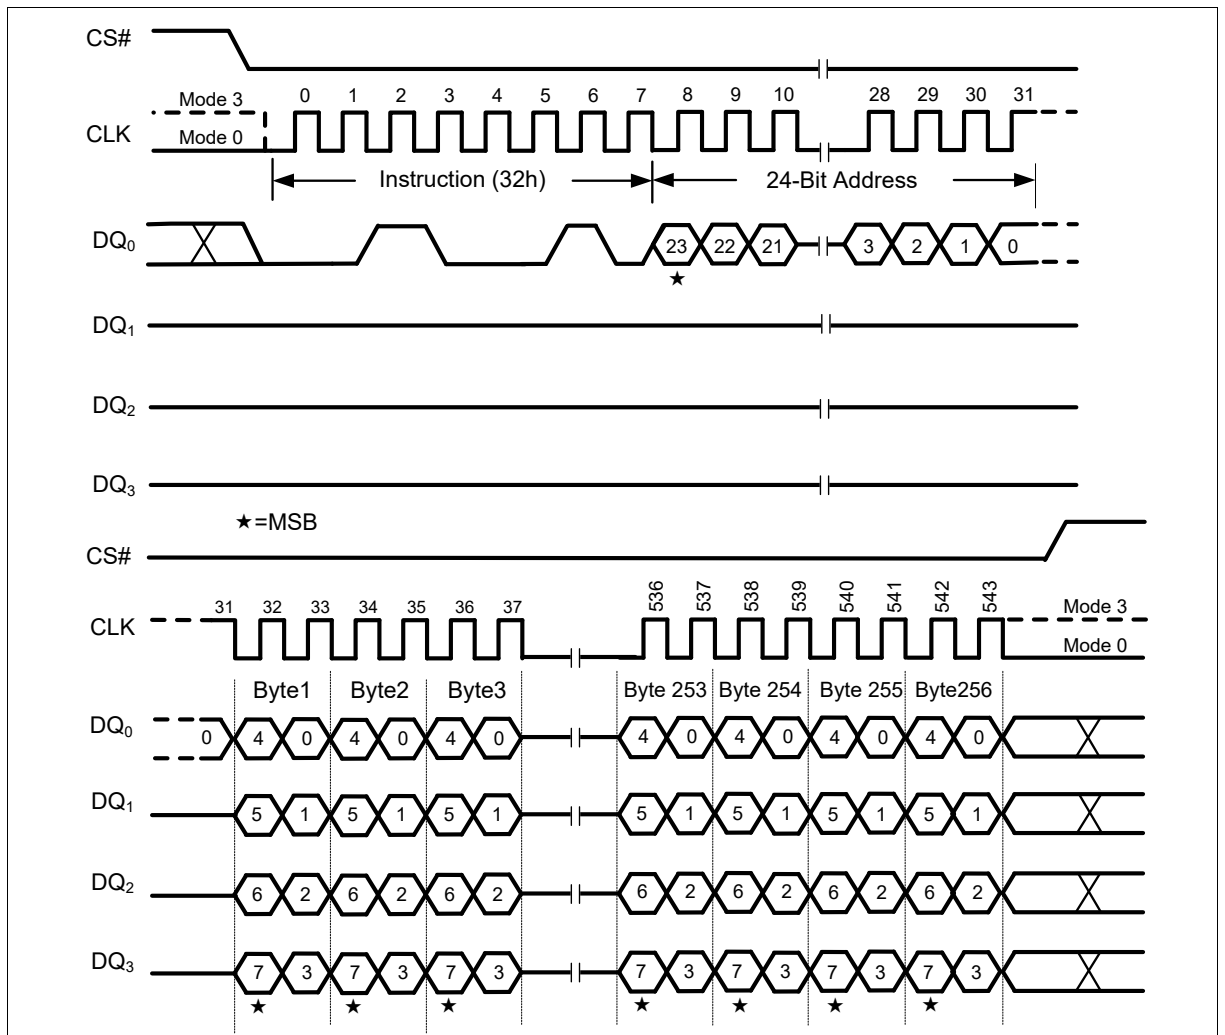 CS#
0 1 2 3 4 5 6 7 8 9 10 28 29 30 31
Mode 3
CLK
Mode 0
Instruction (32h) 24-Bit Address
DQ0 23 22 21 3 2 1 0
★
DQ1
DQ2
DQ3
★=MSB
CS#
31 32 33 34 35 36 37 536 537 538 539 540 541 542 543
CLK Mode 3
Mode 0
Byte1 Byte2 Byte3 Byte 253 Byte 254 Byte 255 Byte256
DQ0 0 4 0 4 0 4 0 4 0 4 0 4 0 4 0
DQ1 5 1 5 1 5 1 5 1 5 1 5 1 5 1
DQ2 6 2 6 2 6 2 6 2 6 2 6 2 6 2
DQ3 7 3 7 3 7 3 7 3 7 3 7 3 7 3
★ ★ ★ ★ ★ ★ ★